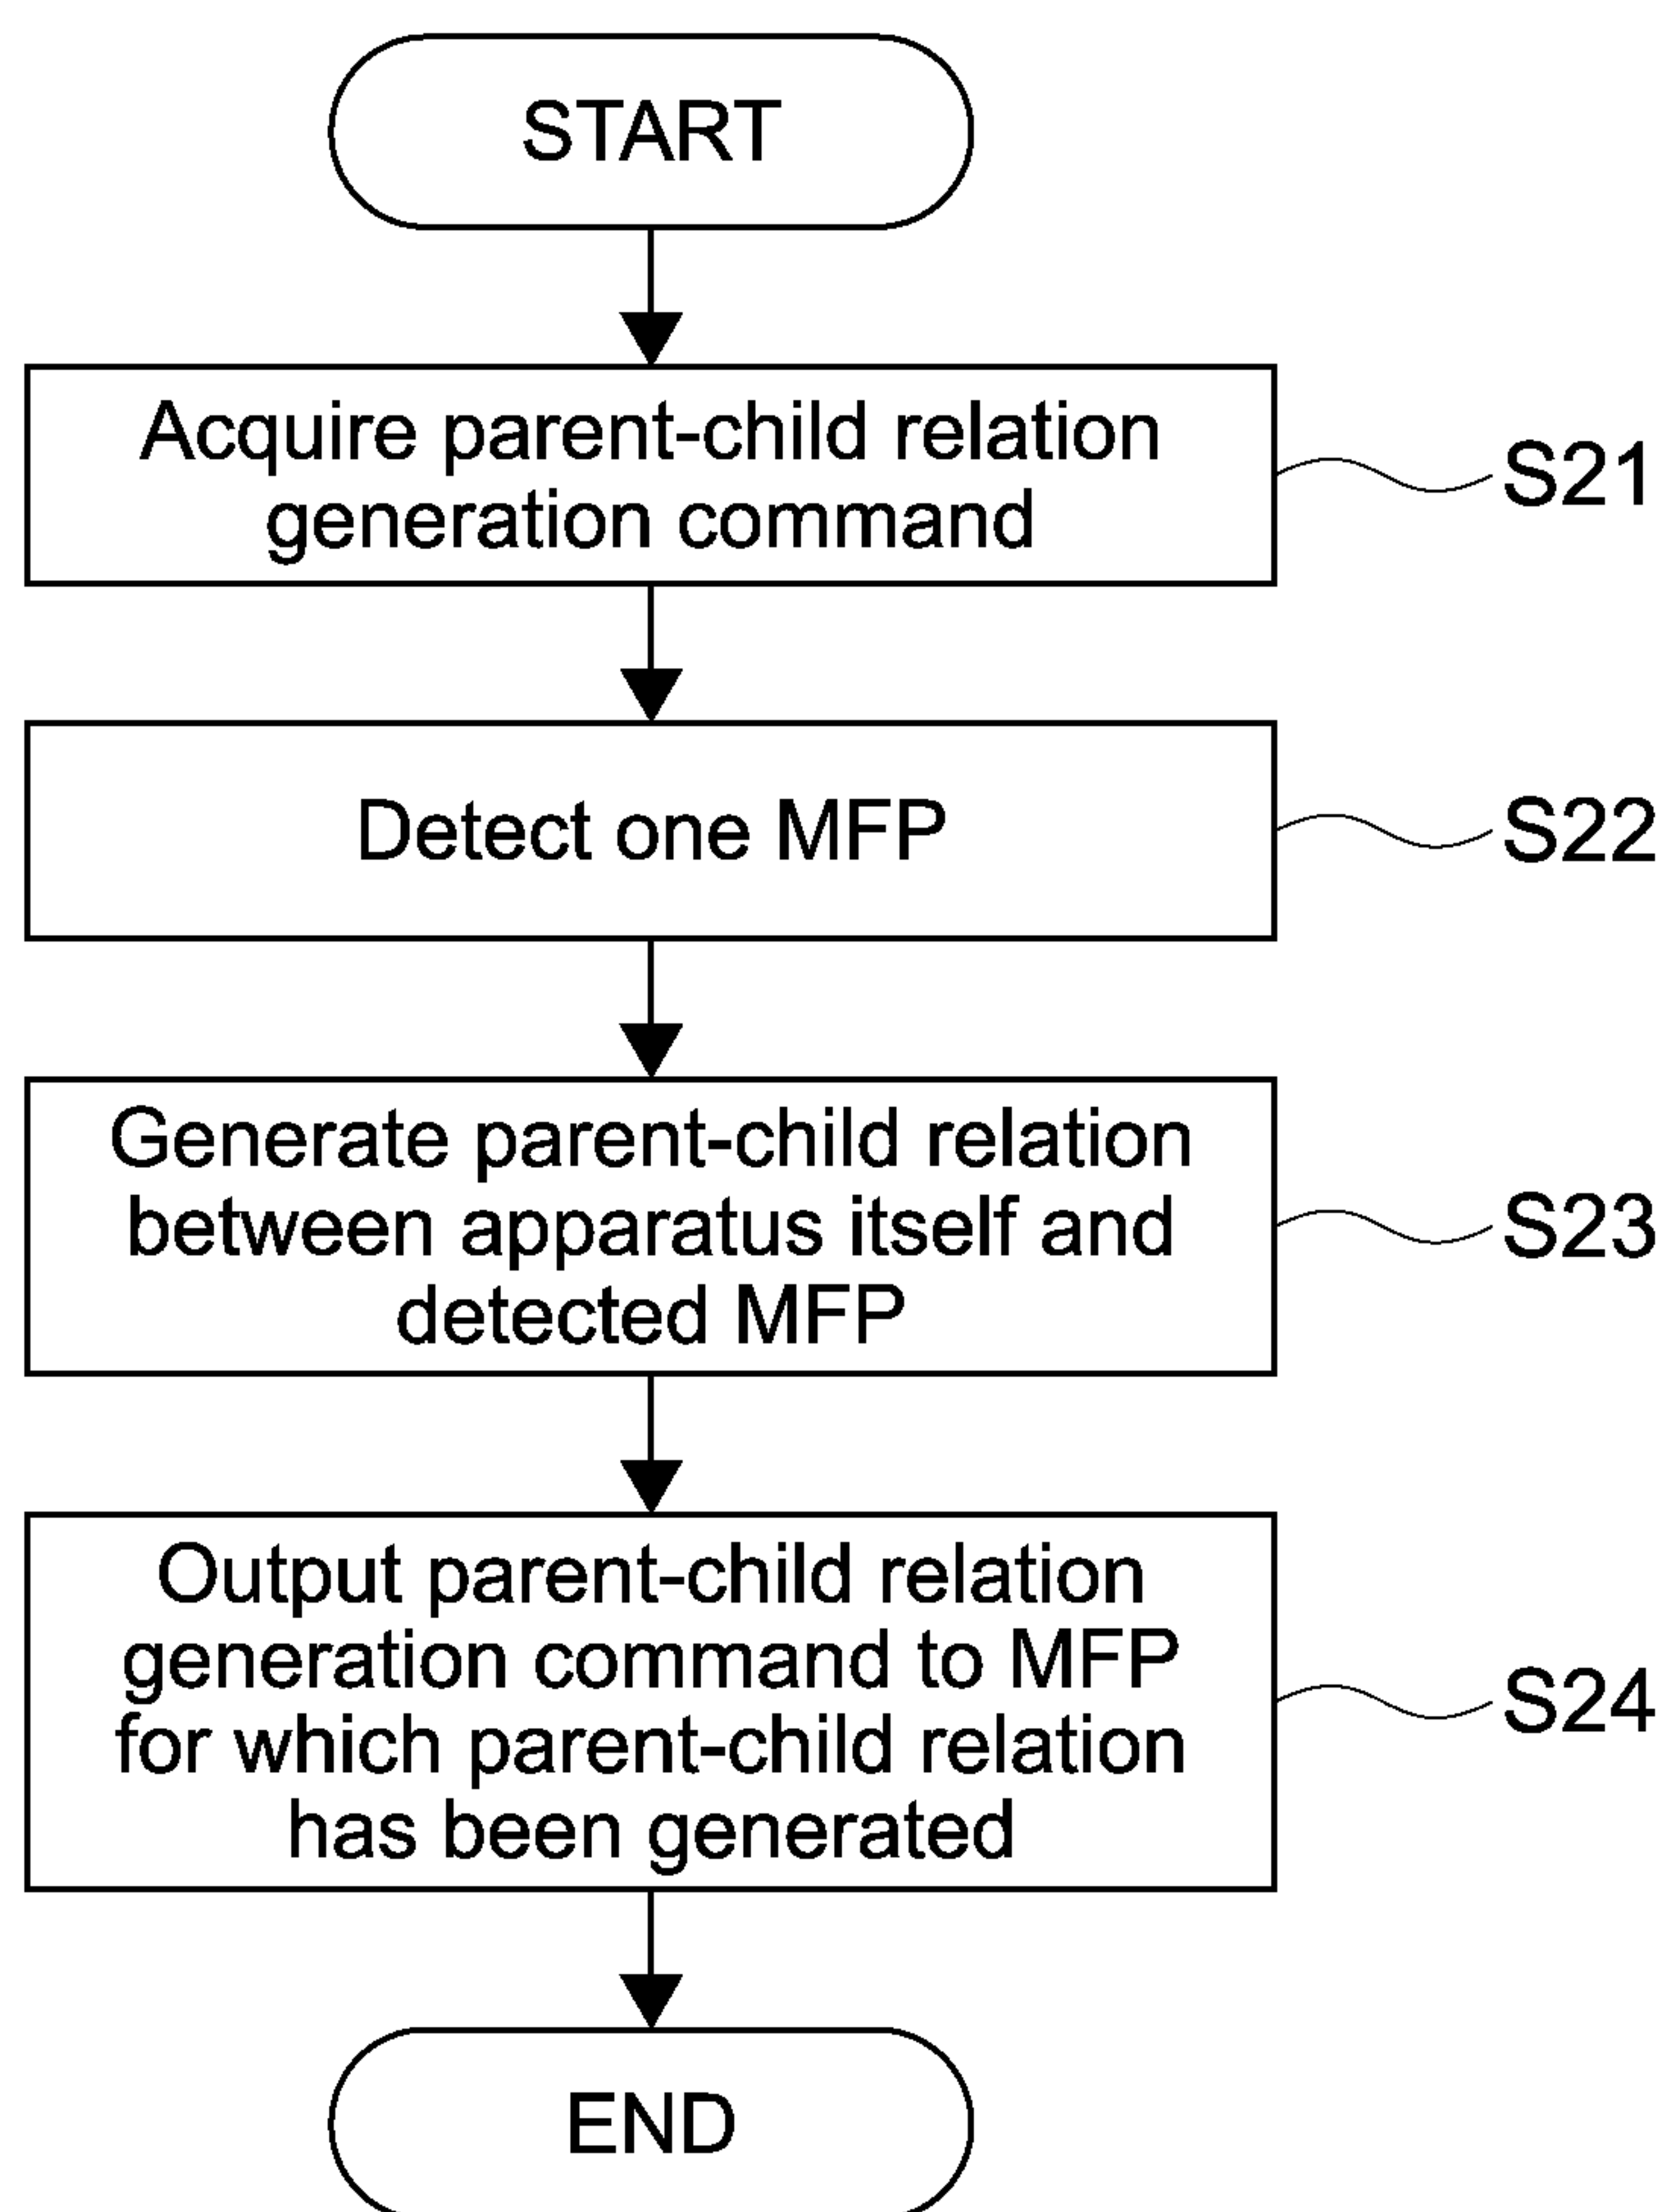 START
Acquire parent-child relation
generation command
S21
Detect one MFP
S22
Generate parent-child relation
between apparatus itself and
detected MFP
S23
Output parent-child relation
generation command to MFP
for which parent-child relation
has been generated
S24
END